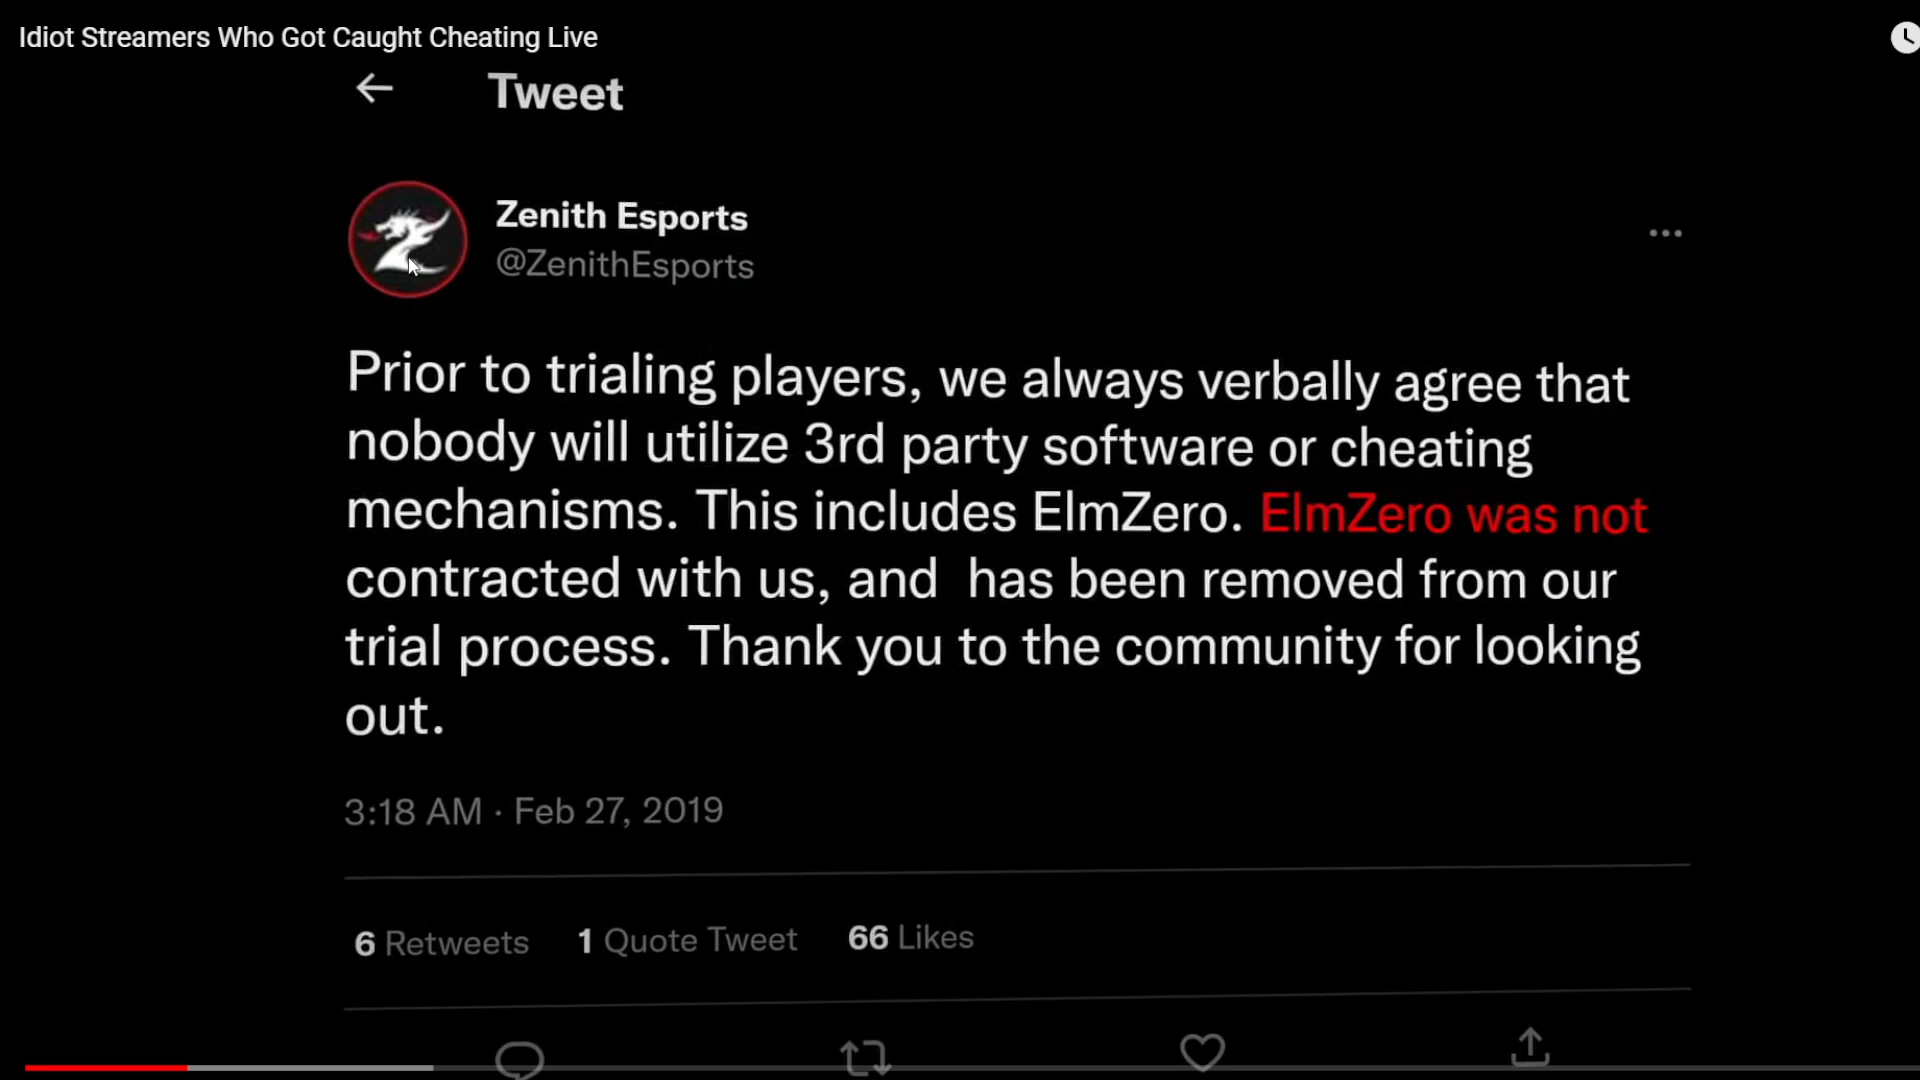 Idiot Streamers Who Got Caught Cheating Live
Tweet
Zenith Esports
@ZenithEsports
Prior to trialing players, we always verbally agree that
nobody will utilize 3rd party software or cheating
mechanisms. This includes ElmZero. ElmZero was not
contracted with us, and  has been removed from our
trial process. Thank you to the community for looking
out.
3:18 AM · Feb 27, 2019
6 Retweets 1 Quote Tweet 66 Likes